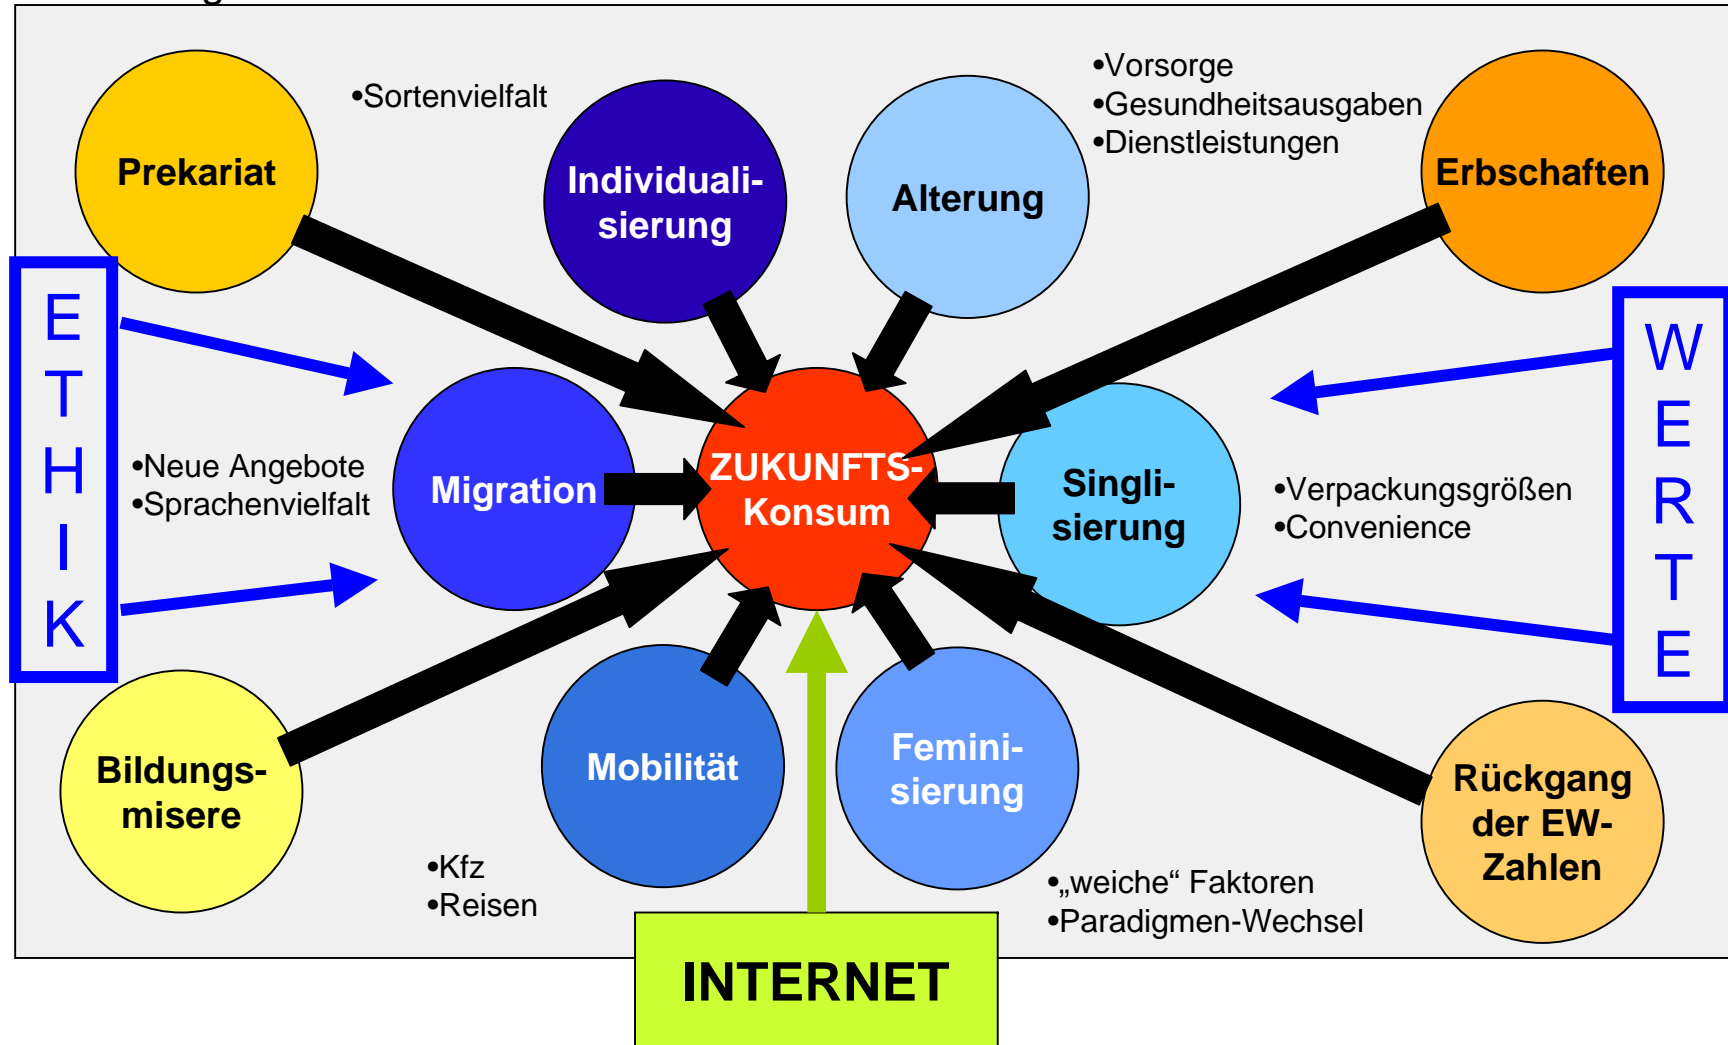 Prekariat
•Sortenvielfalt
Individuali-
sierung
Alterung
•Vorsorge
•Gesundheitsausgaben
•Dienstleistungen
Erbschaften
E
T
H
I
K
•Neue Angebote
•Sprachenvielfalt
Migration
ZUKUNFTS-
Konsum
Singli-
sierung
•Verpackungsgrößen
•Convenience
W
E
R
T
E
Bildungs-
misere
Mobilität
•Kfz
•Reisen
Femini-
sierung
•„weiche“ Faktoren
•Paradigmen-Wechsel
Rückgang
der EW-
Zahlen
INTERNET